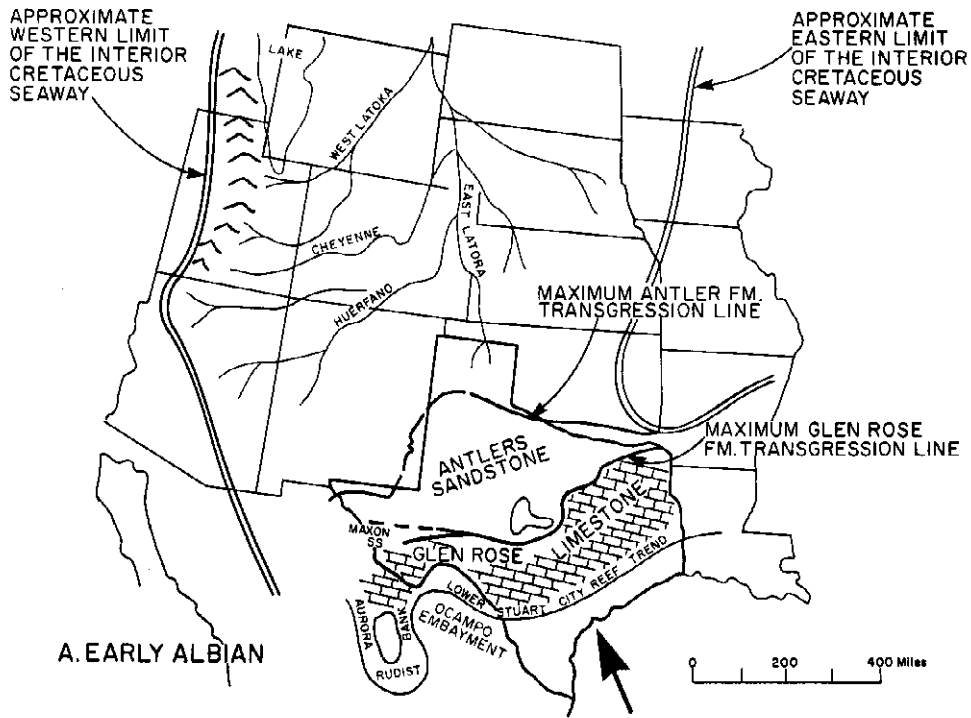 APPROXIMATE
WESTERN LIMIT
OF THE INTERIOR
CRETACEOUS
SEAWAY
APPROXIMATE
EASTERN LIMIT
OF THE INTERIOR
CRETACEOUS
SEAWAY
LAKE
WEST LATOKA
EAST LATORA
CHEYENNE
HUERFANO
MAXIMUM ANTLER FM.
TRANSGRESSION LINE
MAXIMUM GLEN ROSE
FM. TRANSGRESSION LINE
ANTLERS
SANDSTONE
MAXON
SS
GLEN ROSE
LIMESTONE
LOWER
STUART CITY REEF TREND
OCAMPO
EMBAYMENT
AURORA
BANK
RUDIST
A. EARLY ALBIAN
0 200 400 Miles